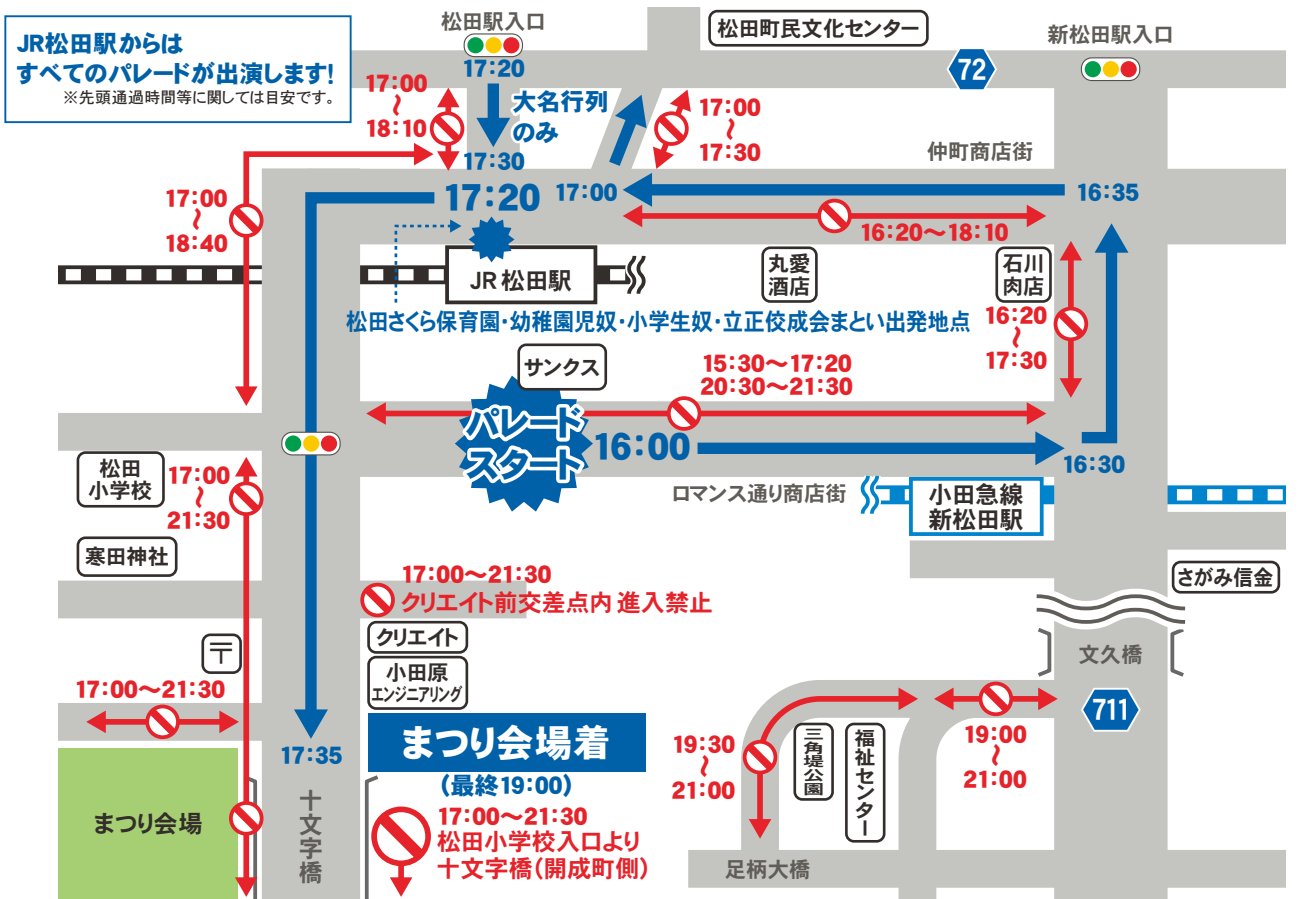 JR松田駅からは
すべてのパレードが出演します!
※先頭通過時間等に関しては目安です。
松田駅入口
松田町民文化センター
新松田駅入口
72
17:20
17:00
〜
18:10
大名行列
のみ
17:30
17:00
〜
17:30
仲町商店街
17:00
〜
18:40
17:20
17:00
16:35
16:20〜18:10
JR松田駅
丸愛
酒店
石川
肉店
松田さくら保育園・幼稚園児奴・小学生奴・立正佼成会まとい出発地点
16:20
〜
17:30
サンクス
15:30〜17:20
20:30〜21:30
パレード
スタート
16:00
16:30
松田
小学校
17:00
〜
21:30
ロマンス通り商店街
小田急線
新松田駅
寒田神社
さがみ信金
17:00〜21:30
クリエイト前交差点内 進入禁止
クリエイト
〒
小田原
エンジニアリング
文久橋
711
17:00〜21:30
17:35
まつり会場着
(最終19:00)
19:30
〜
21:00
三角堤公園
福祉センター
19:00
〜
21:00
まつり会場
十文字橋
17:00〜21:30
松田小学校入口より
十文字橋(開成町側)
足柄大橋